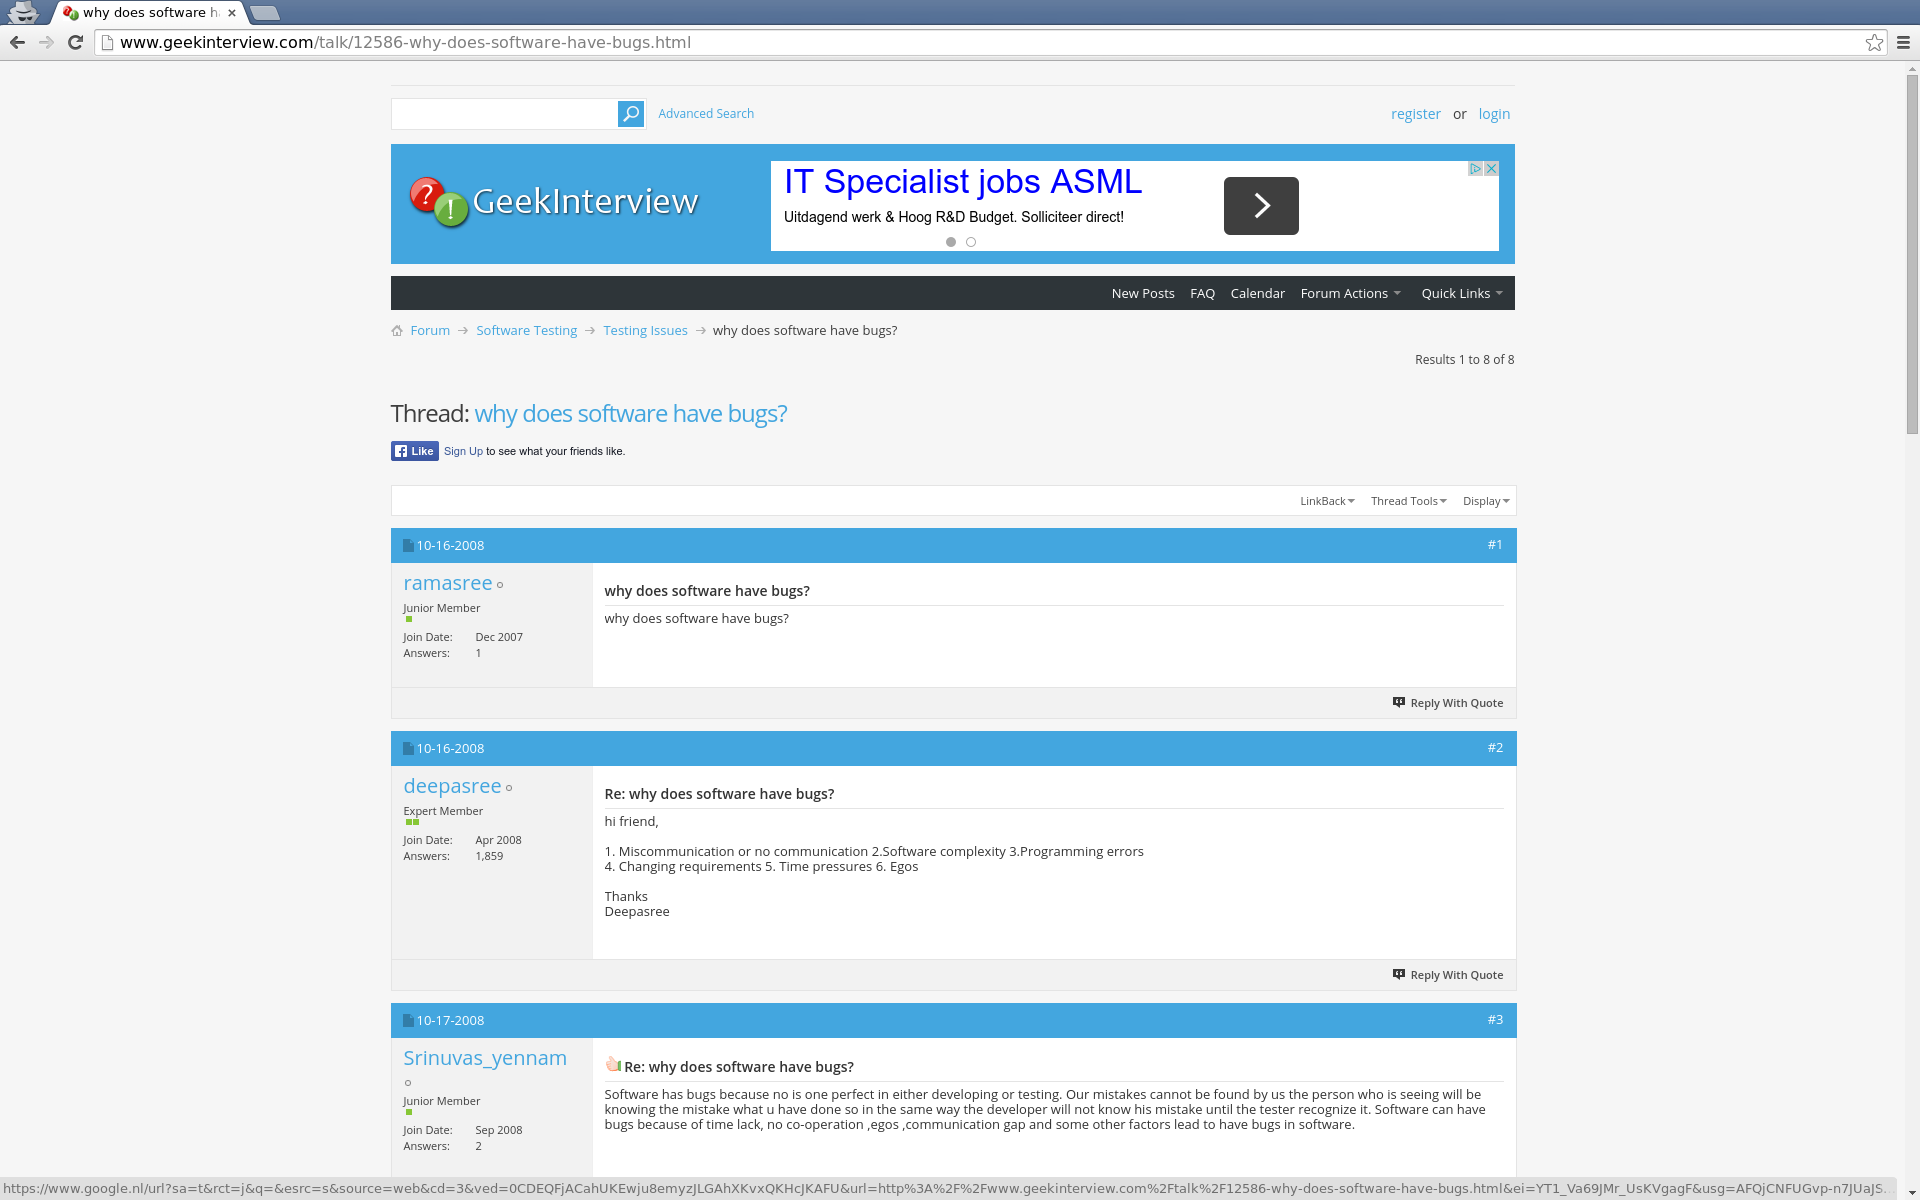 why does software h
www.geekinterview.com/talk/12586-why-does-software-have-bugs.html
Advanced Search
register or login
GeekInterview
IT Specialist jobs ASML
Uitdagend werk & Hoog R&D Budget. Solliciteer direct!
New Posts FAQ Calendar Forum Actions Quick Links
Forum Software Testing Testing Issues why does software have bugs?
Results 1 to 8 of 8
Thread: why does software have bugs?
Like Sign Up to see what your friends like.
LinkBack Thread Tools Display
10-16-2008 #1
ramasree
Junior Member
Join Date: Dec 2007
Answers: 1
why does software have bugs?
why does software have bugs?
Reply With Quote
10-16-2008 #2
deepasree
Expert Member
Join Date: Apr 2008
Answers: 1,859
Re: why does software have bugs?
hi friend,
1. Miscommunication or no communication 2.Software complexity 3.Programming errors
4. Changing requirements 5. Time pressures 6. Egos
Thanks
Deepasree
Reply With Quote
10-17-2008 #3
Srinuvas_yennam
Junior Member
Join Date: Sep 2008
Answers: 2
Re: why does software have bugs?
Software has bugs because no is one perfect in either developing or testing. Our mistakes cannot be found by us the person who is seeing will be
knowing the mistake what u have done so in the same way the developer will not know his mistake until the tester recognize it. Software can have
bugs because of time lack, no co-operation ,egos ,communication gap and some other factors lead to have bugs in software.
https://www.google.nl/url?sa=t&rct=j&q=&esrc=s&source=web&cd=3&ved=0CDEQFjACahUKEwju8emyzJLGAhXKvxQKHcJKAFU&url=http%3A%2F%2Fwww.geekinterview.com%2Ftalk%2F12586-why-does-software-have-bugs.html&ei=YT1_Va69JMr_UsKVgagF&usg=AFQjCNFUGvp-n7JUaJS...